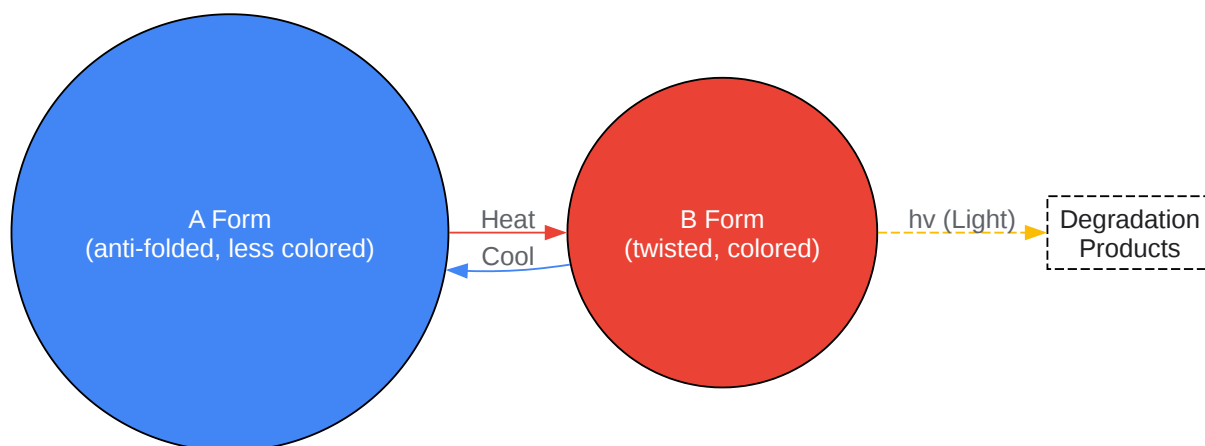 A Form
(anti-folded, less colored)
Heat
Cool
B Form
(twisted, colored)
hv (Light)
Degradation
Products